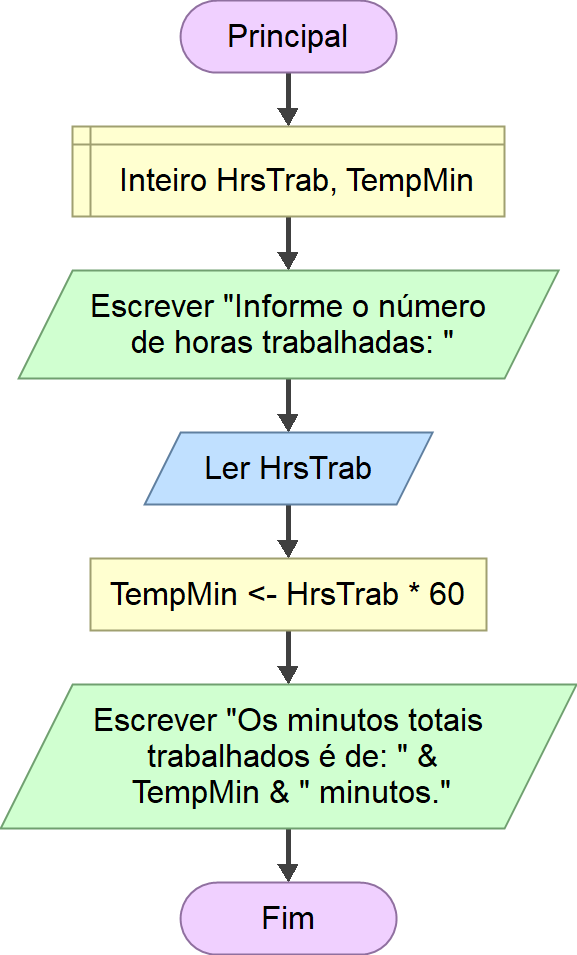 Principal
Inteiro HrsTrab, TempMin
Escrever "Informe o número
de horas trabalhadas: "
Ler HrsTrab
TempMin <- HrsTrab * 60
Escrever "Os minutos totais
trabalhados é de: " &
TempMin & " minutos."
Fim